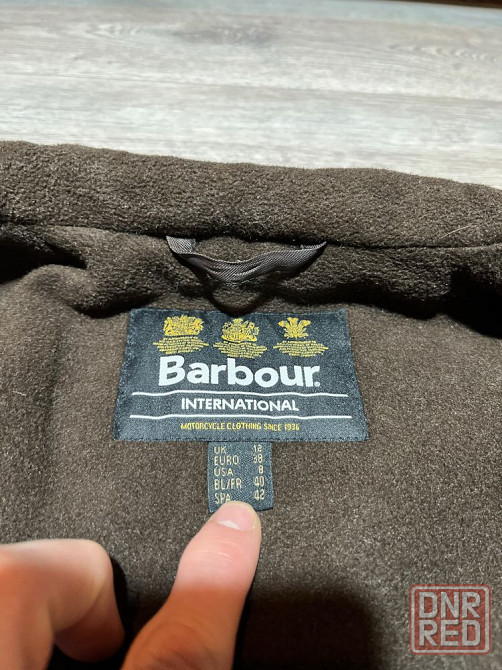 Barbour®
INTERNATIONAL
MOTORCYCLE CLOTHING SINCE 1936
UK 12
EURO 38
USA 8
BL/FR 40
SPA 42
DNR
RED